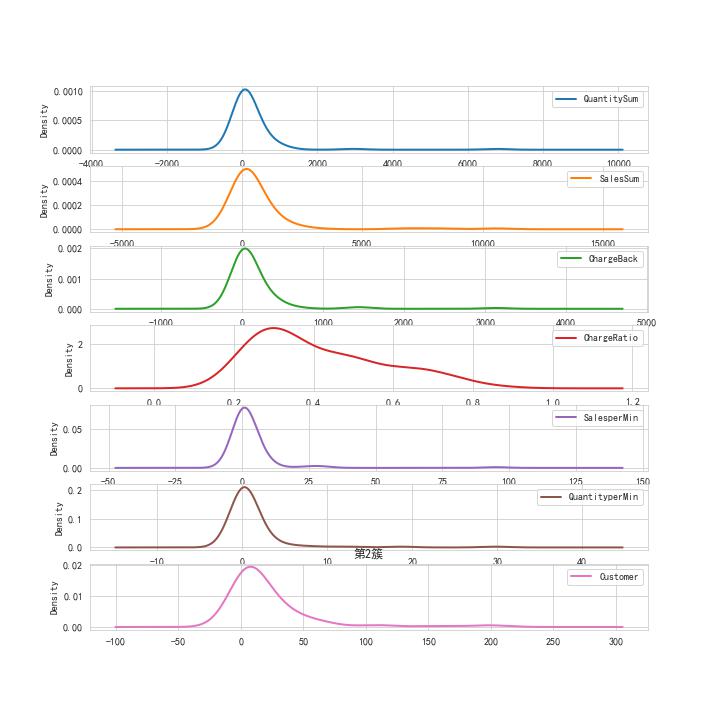 0.0010
0.0005
0.0000
Density
QuantitySum
−4000 −2000 0 2000 4000 6000 8000 10000
0.0004
0.0002
0.0000
Density
SalesSum
−5000 0 5000 10000 15000
0.002
0.001
0.000
Density
ChargeBack
−1000 0 1000 2000 3000 4000 5000
2
0
Density
ChargeRatio
0.0 0.2 0.4 0.6 0.8 1.0 1.2
0.05
0.00
Density
SalesperMin
−50 −25 0 25 50 75 100 125 150
0.2
0.1
0.0
Density
QuantityperMin
−10 0 10 20 30 40
第2簇
0.02
0.01
0.00
Density
Customer
−100 −50 0 50 100 150 200 250 300